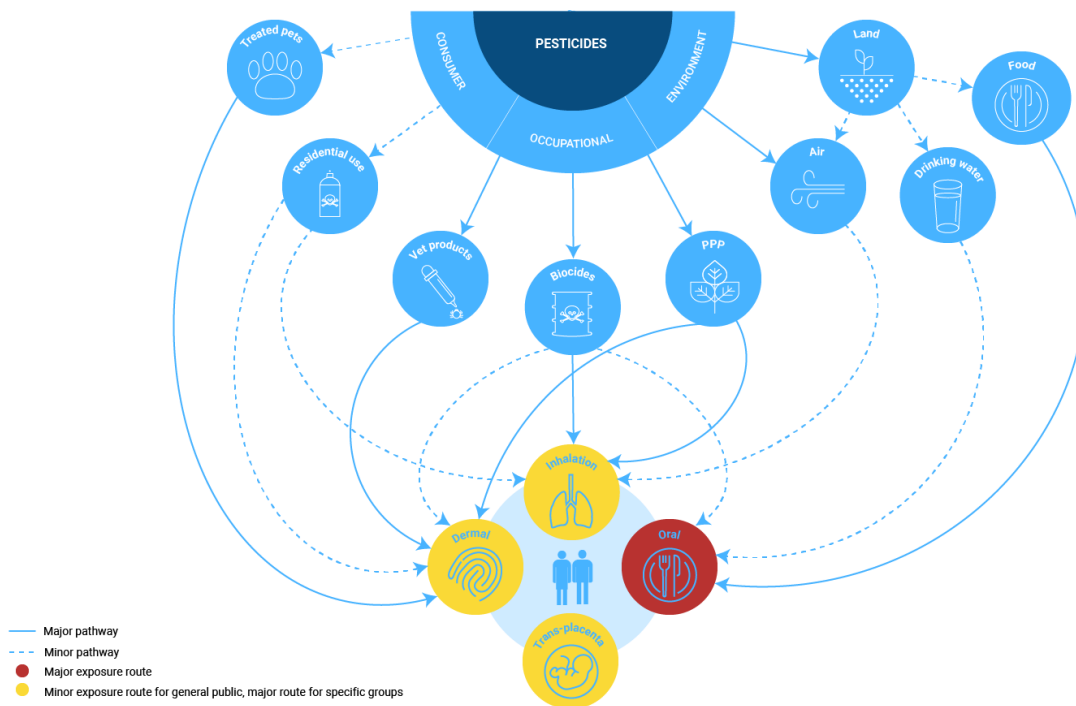 PESTICIDES
CONSUMER
OCCUPATIONAL
ENVIRONMENT
Treated pets
Land
Food
Residential use
Air
Drinking water
Vet products
Biocides
PPP
Inhalation
Dermal
Oral
Trans-placenta
Major pathway
Minor pathway
Major exposure route
Minor exposure route for general public, major route for specific groups